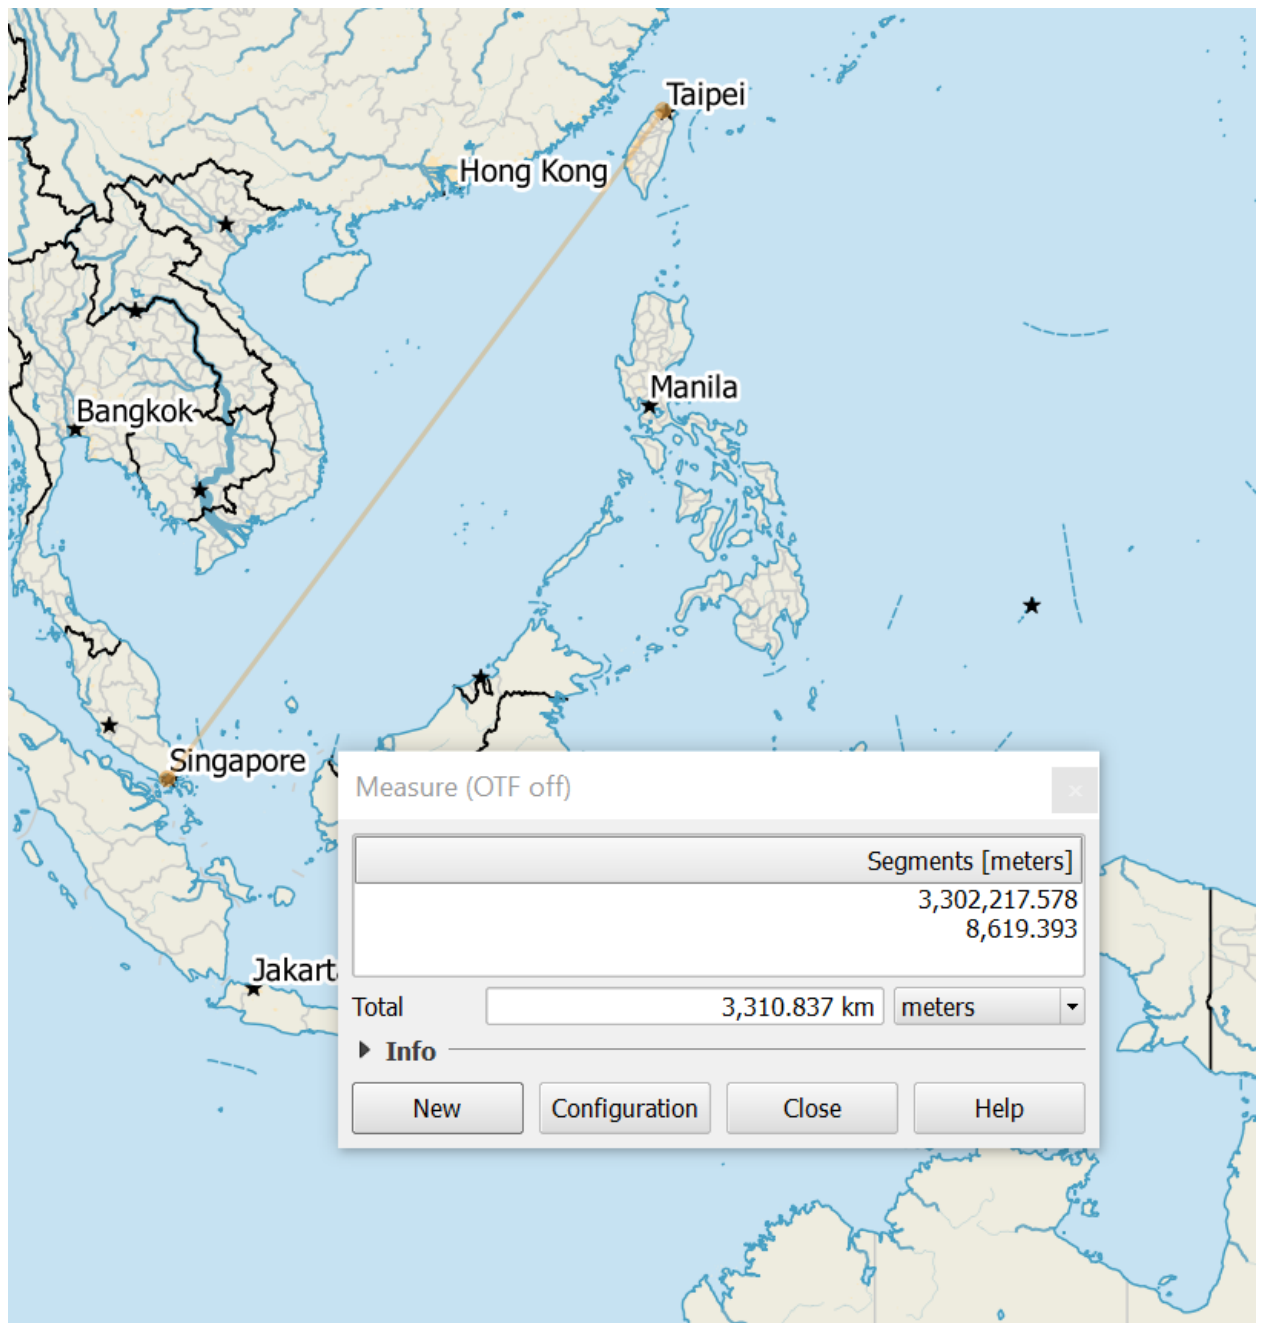 Taipei
Hong Kong
Manila
Bangkok
Singapore
Measure (OTF off)
Segments [meters]
3,302,217.578
8,619.393
Jakart
Total 3,310.837 km meters
Info
New Configuration Close Help